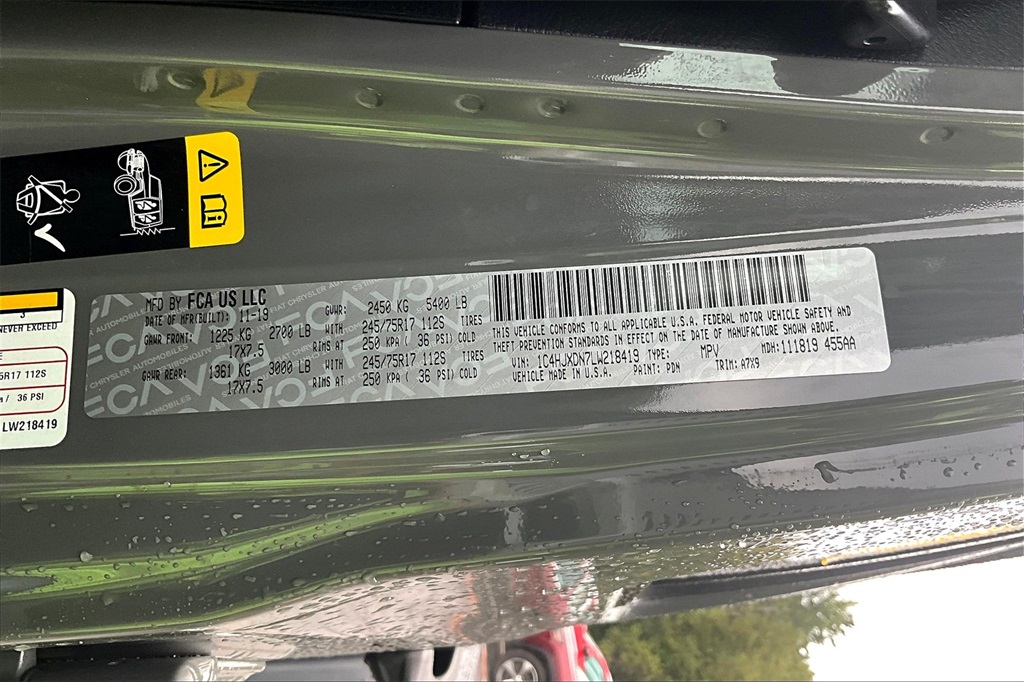 MFD BY FCA US LLC
DATE OF MFR(BUILT): 11-19 GVWR: 2450 KG 5400 LB
GAWR FRONT: 1225 KG 2700 LB WITH 245/75R17 112S TIRES
17X7.5 RIMS AT 250 KPA ( 36 PSI) COLD
GAWR REAR: 1361 KG 3000 LB WITH 245/75R17 112S TIRES
17X7.5 RIMS AT 250 KPA ( 36 PSI) COLD
THIS VEHICLE CONFORMS TO ALL APPLICABLE U.S.A. FEDERAL MOTOR VEHICLE SAFETY AND
THEFT PREVENTION STANDARDS IN EFFECT ON THE DATE OF MANUFACTURE SHOWN ABOVE.
VIN: 1C4HJXDN7LW218419 TYPE: MPV MDH: 111819 455AA
VEHICLE MADE IN U.S.A. PAINT: PDN TRIM: A7X9
3
NEVER EXCEED
5R17 112S
/ 36 PSI
LW218419